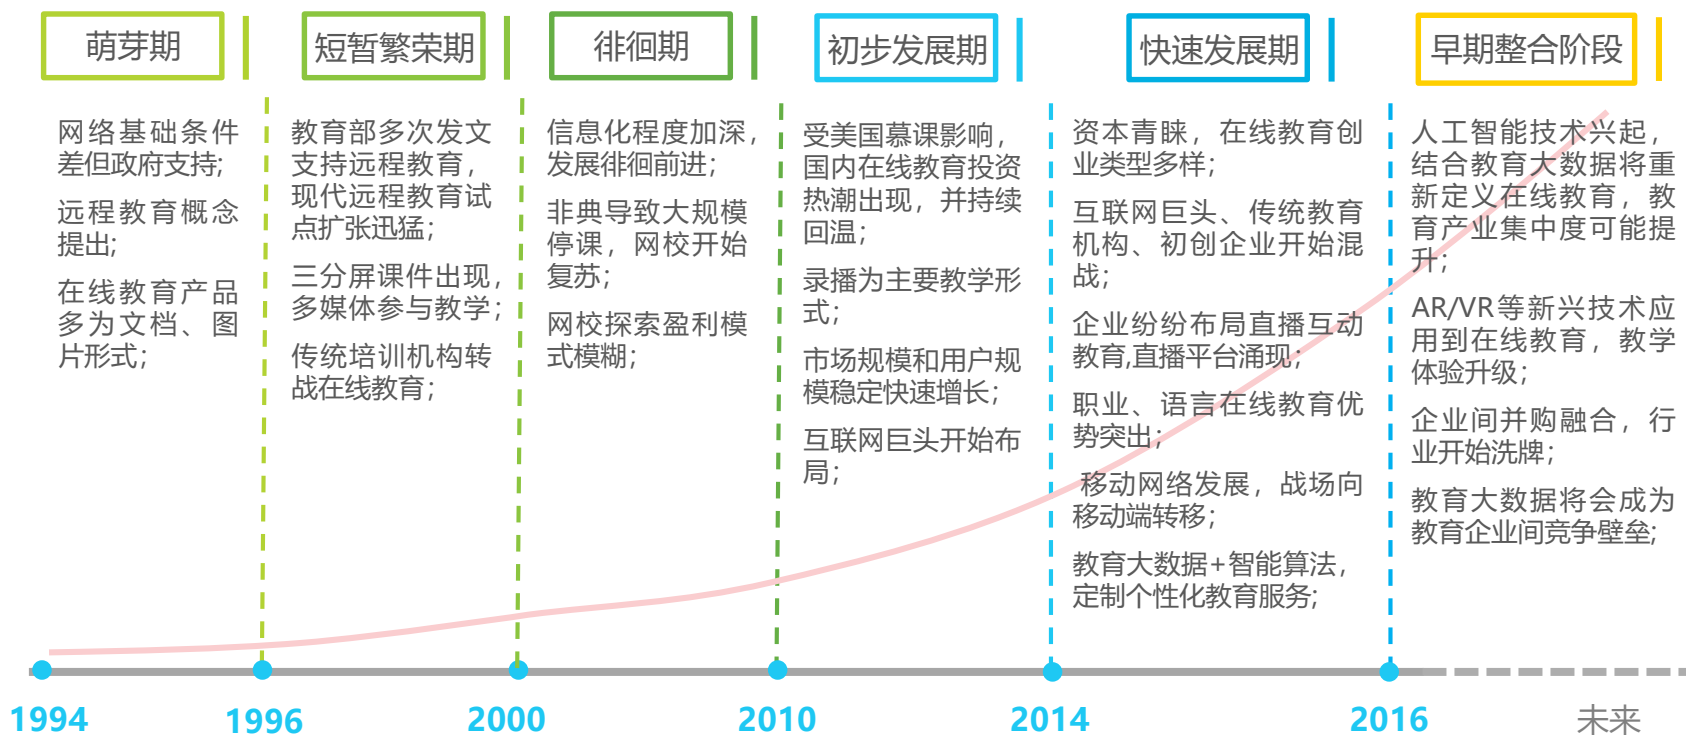 萌芽期
网络基础条件
差但政府支持;
远程教育概念
提出;
在线教育产品
多为文档、图
片形式；
短暂繁荣期
教育部多次发文
支持远程教育，
现代远程教育试
点扩张迅猛；
三分屏课件出现，
多媒体参与教学；
传统培训机构转
战在线教育；
徘徊期
信息化程度加深，
发展徘徊前进；
非典导致大规模
停课，网校开始
复苏；
网校探索盈利模
式模糊；
初步发展期
受美国慕课影响，
国内在线教育投资
热潮出现，并持续
回温；
录播为主要教学形
式；
市场规模和用户规
模稳定快速增长；
互联网巨头开始布
局；
快速发展期
资本青睐，在线教育创
业类型多样；
互联网巨头、传统教育
机构、初创企业开始混
战；
企业纷纷布局直播互动
教育,直播平台涌现；
职业、语言在线教育优
势突出；
移动网络发展，战场向
移动端转移；
教育大数据+智能算法，
定制个性化教育服务；
早期整合阶段
人工智能技术兴起，
结合教育大数据将重
新定义在线教育，教
育产业集中度可能提
升；
AR/VR等新兴技术应
用到在线教育，教学
体验升级；
企业间并购融合，行
业开始洗牌；
教育大数据将会成为
教育企业间竞争壁垒;
1994
1996
2000
2010
2014
2016
未来